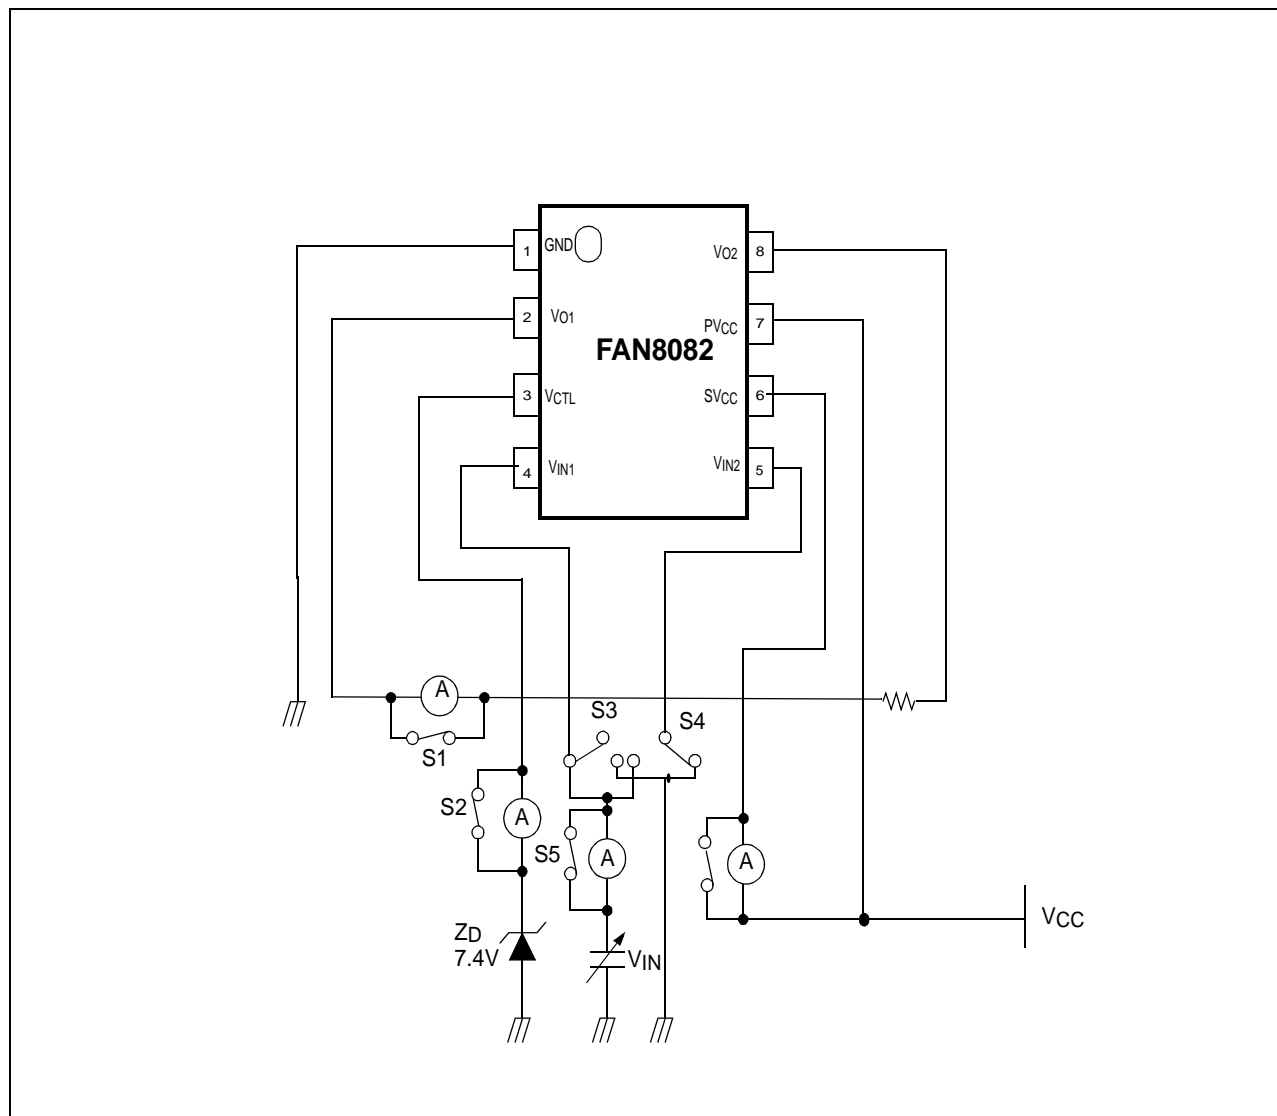 1 GND
VO2 8
2 VO1
PVCC 7
FAN8082
3 VCTL
SVCC 6
4 VIN1
VIN2 5
A
S1
S3
S4
S2
A
S5
A
A
ZD
7.4V
VIN
VCC